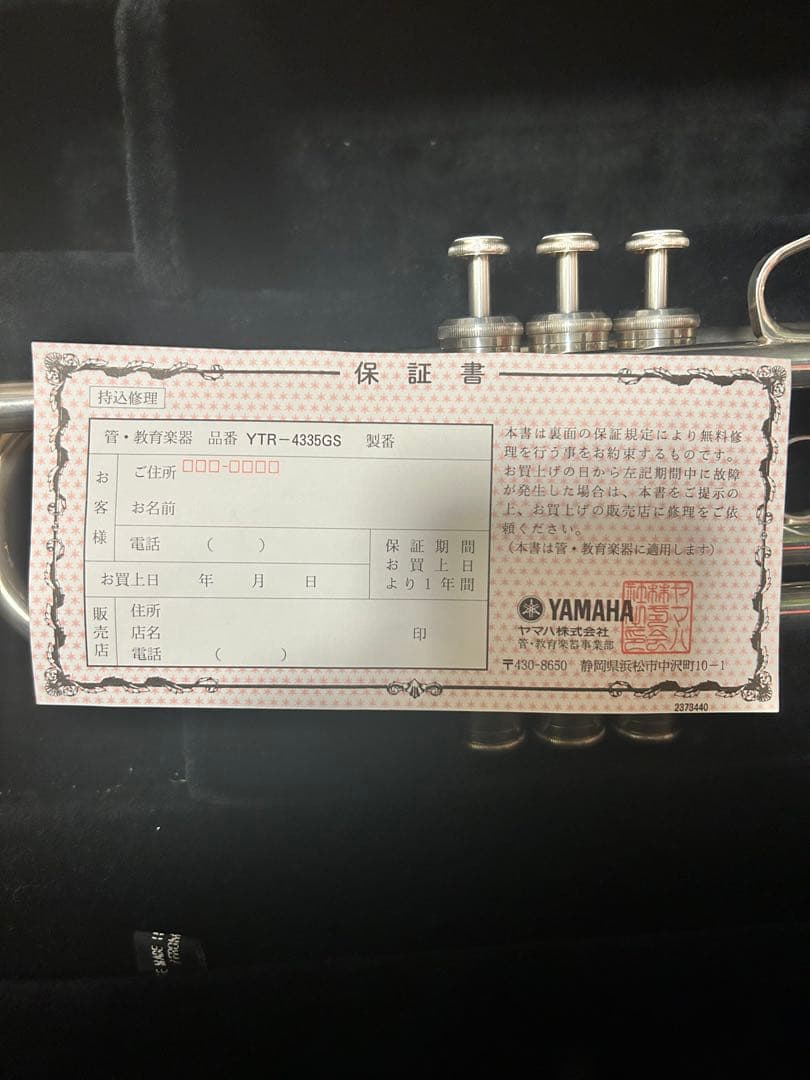 保証書
持込修理
管・教育楽器 品番 YTR-4335GS 製番
お客様
ご住所 □□□-□□□□
お名前
電話 ( )
保証期間
お買上日
より1年間
お買上日 年 月 日
販売店
住所
店名 印
電話 ( )
本書は裏面の保証規定により無料修
理を行う事をお約束するものです。
お買上げの日から左記期間中に故障
が発生した場合は、本書をご提示の
上、お買上げの販売店に修理をご依
頼ください。
(本書は管・教育楽器に適用します)
YAMAHA
ヤマハ株式会社
管・教育楽器事業部
〒430-8650 静岡県浜松市中沢町10-1
2373440